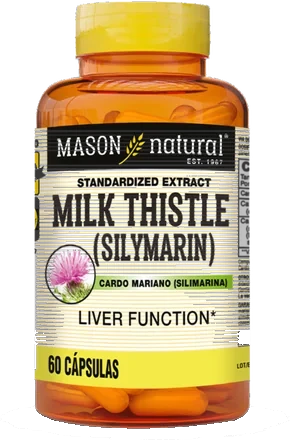 MASON natural®
EST. 1967
STANDARDIZED EXTRACT
MILK THISTLE
(SILYMARIN)
CARDO MARIANO (SILIMARINA)
LIVER FUNCTION*
60 CÁPSULAS